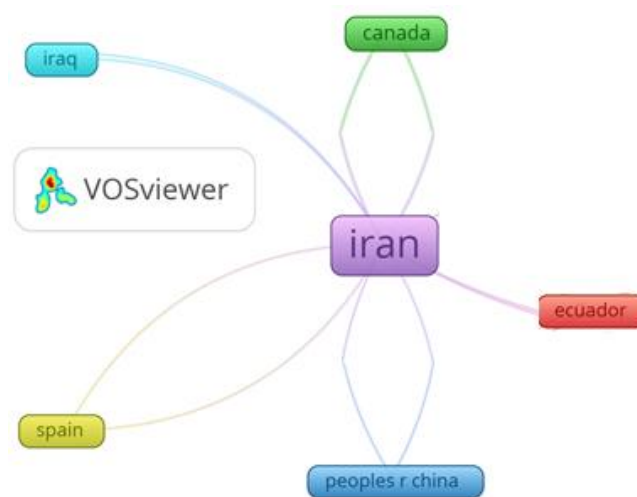 canada
iraq
VOSviewer
iran
ecuador
spain
peoples r china